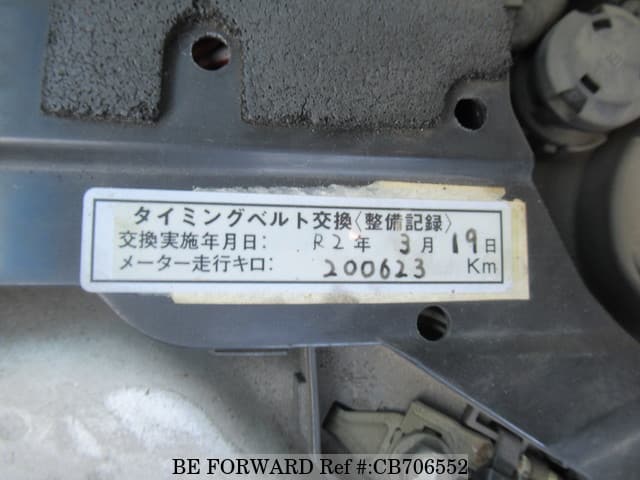 タイミングベルト交換〈整備記録〉
交換実施年月日: R2年 3月 19日
メーター走行キロ: 200623 Km
BE FORWARD Ref #:CB706552